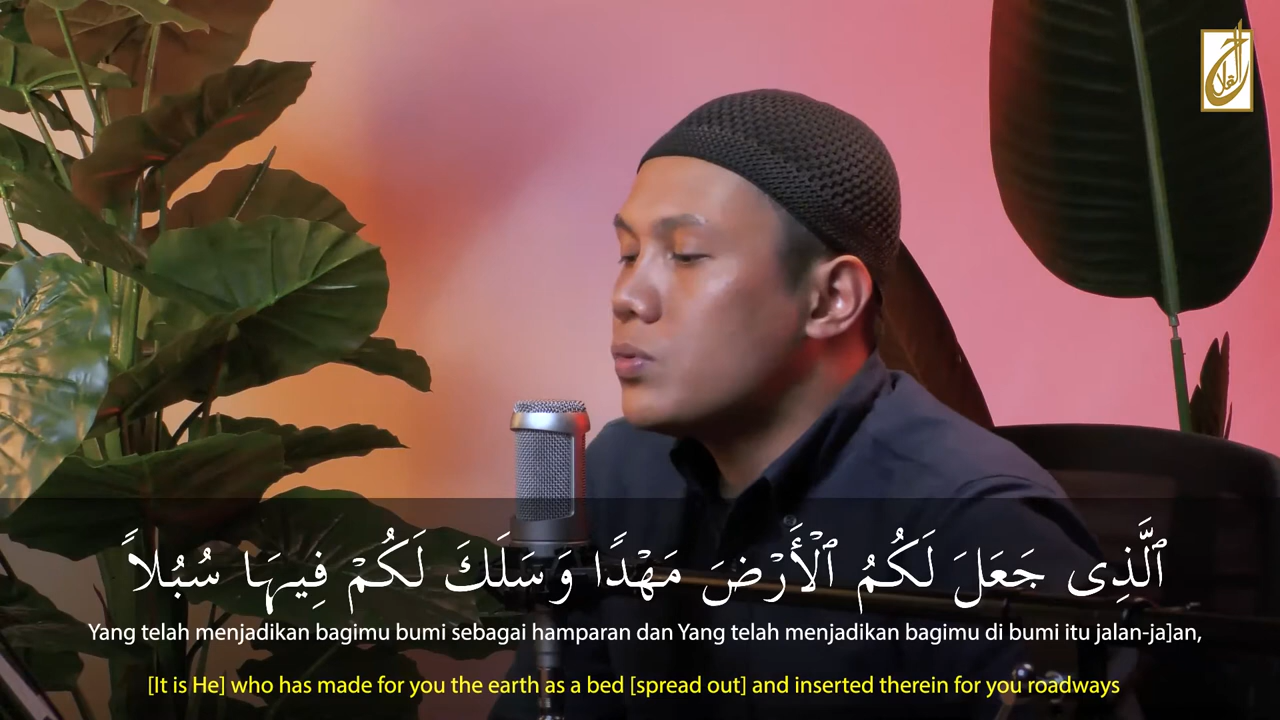 العلا
ٱلَّذِى جَعَلَ لَكُمُ ٱلْأَرْضَ مَهْدًا وَسَلَكَ لَكُمْ فِيهَا سُبُلاً
Yang telah menjadikan bagimu bumi sebagai hamparan dan Yang telah menjadikan bagimu di bumi itu jalan-ja]an,
[It is He] who has made for you the earth as a bed [spread out] and inserted therein for you roadways